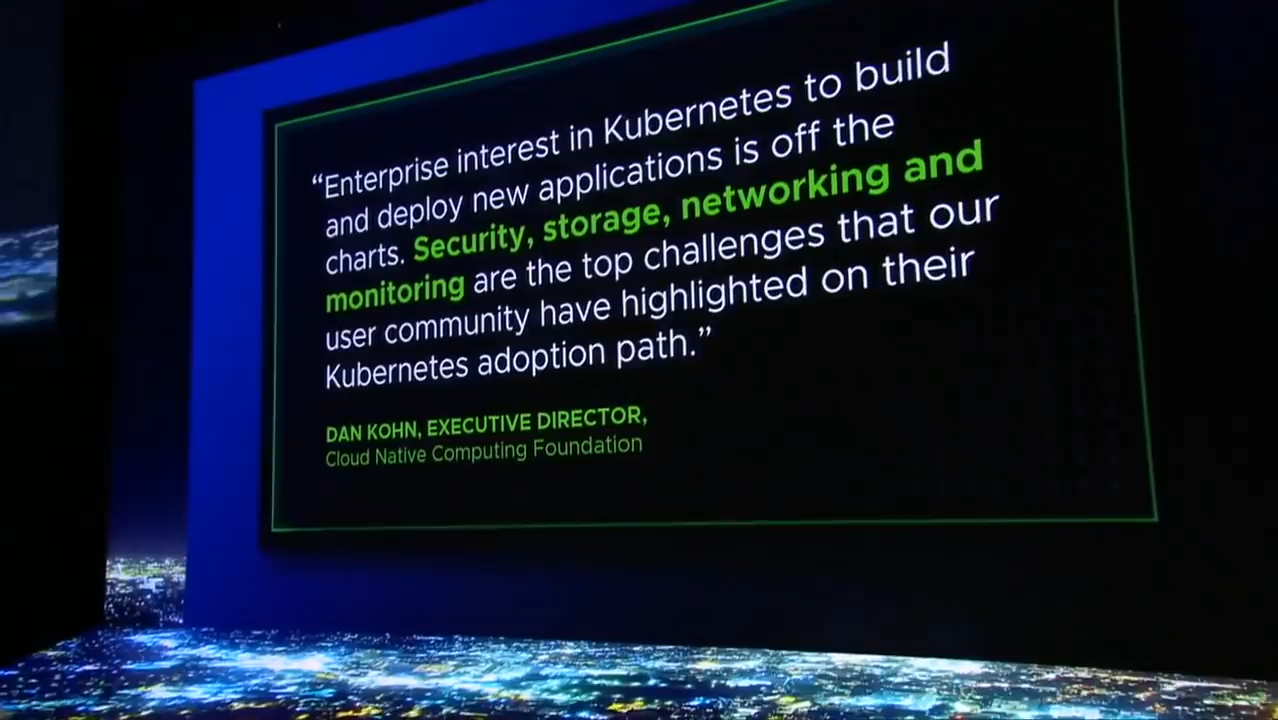 “Enterprise interest in Kubernetes to build
and deploy new applications is off the
charts. Security, storage, networking and
monitoring are the top challenges that our
user community have highlighted on their
Kubernetes adoption path.”
DAN KOHN, EXECUTIVE DIRECTOR,
Cloud Native Computing Foundation